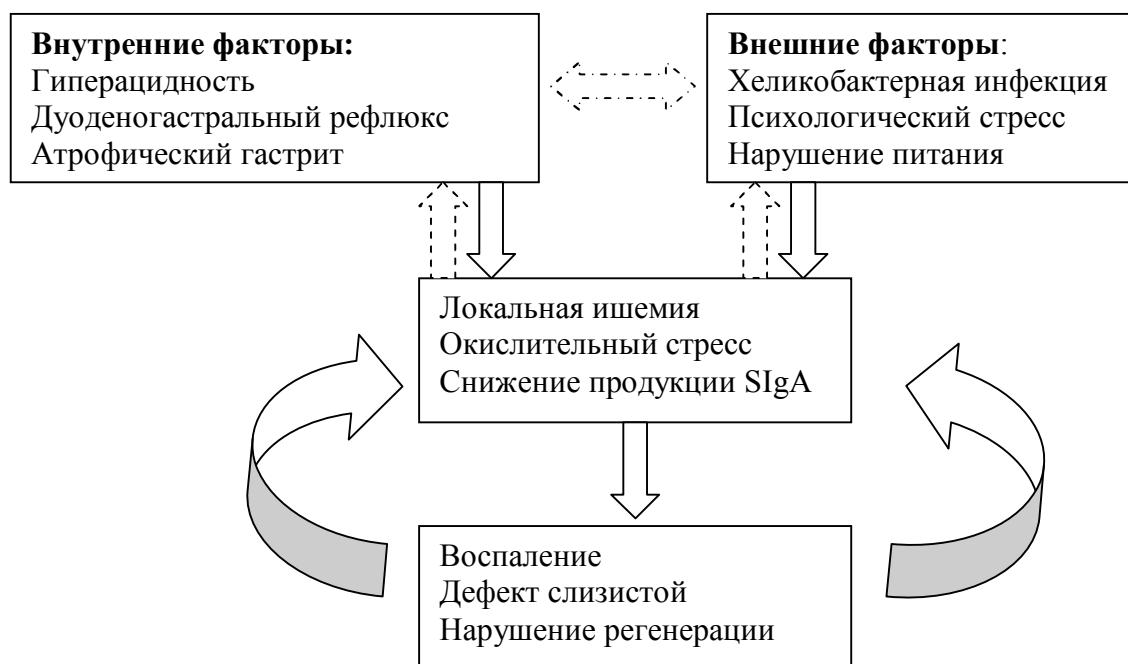 Внутренние факторы:
Гиперацидность
Дуоденогастральный рефлюкс
Атрофический гастрит
Внешние факторы:
Хеликобактерная инфекция
Психологический стресс
Нарушение питания
Локальная ишемия
Окислительный стресс
Снижение продукции SIgA
Воспаление
Дефект слизистой
Нарушение регенерации